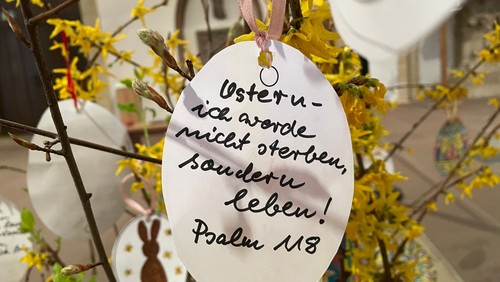 Ostern -
ich werde
nicht sterben,
sondern
leben!
Psalm 118